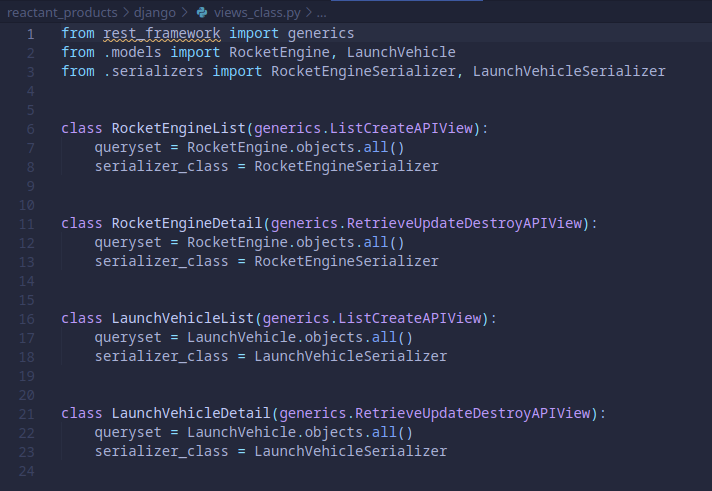 reactant_products > django > views_class.py > ...
1 from rest_framework import generics
2 from .models import RocketEngine, LaunchVehicle
3 from .serializers import RocketEngineSerializer, LaunchVehicleSerializer
4
5
6 class RocketEngineList(generics.ListCreateAPIView):
7     queryset = RocketEngine.objects.all()
8     serializer_class = RocketEngineSerializer
9
10
11 class RocketEngineDetail(generics.RetrieveUpdateDestroyAPIView):
12     queryset = RocketEngine.objects.all()
13     serializer_class = RocketEngineSerializer
14
15
16 class LaunchVehicleList(generics.ListCreateAPIView):
17     queryset = LaunchVehicle.objects.all()
18     serializer_class = LaunchVehicleSerializer
19
20
21 class LaunchVehicleDetail(generics.RetrieveUpdateDestroyAPIView):
22     queryset = LaunchVehicle.objects.all()
23     serializer_class = LaunchVehicleSerializer
24